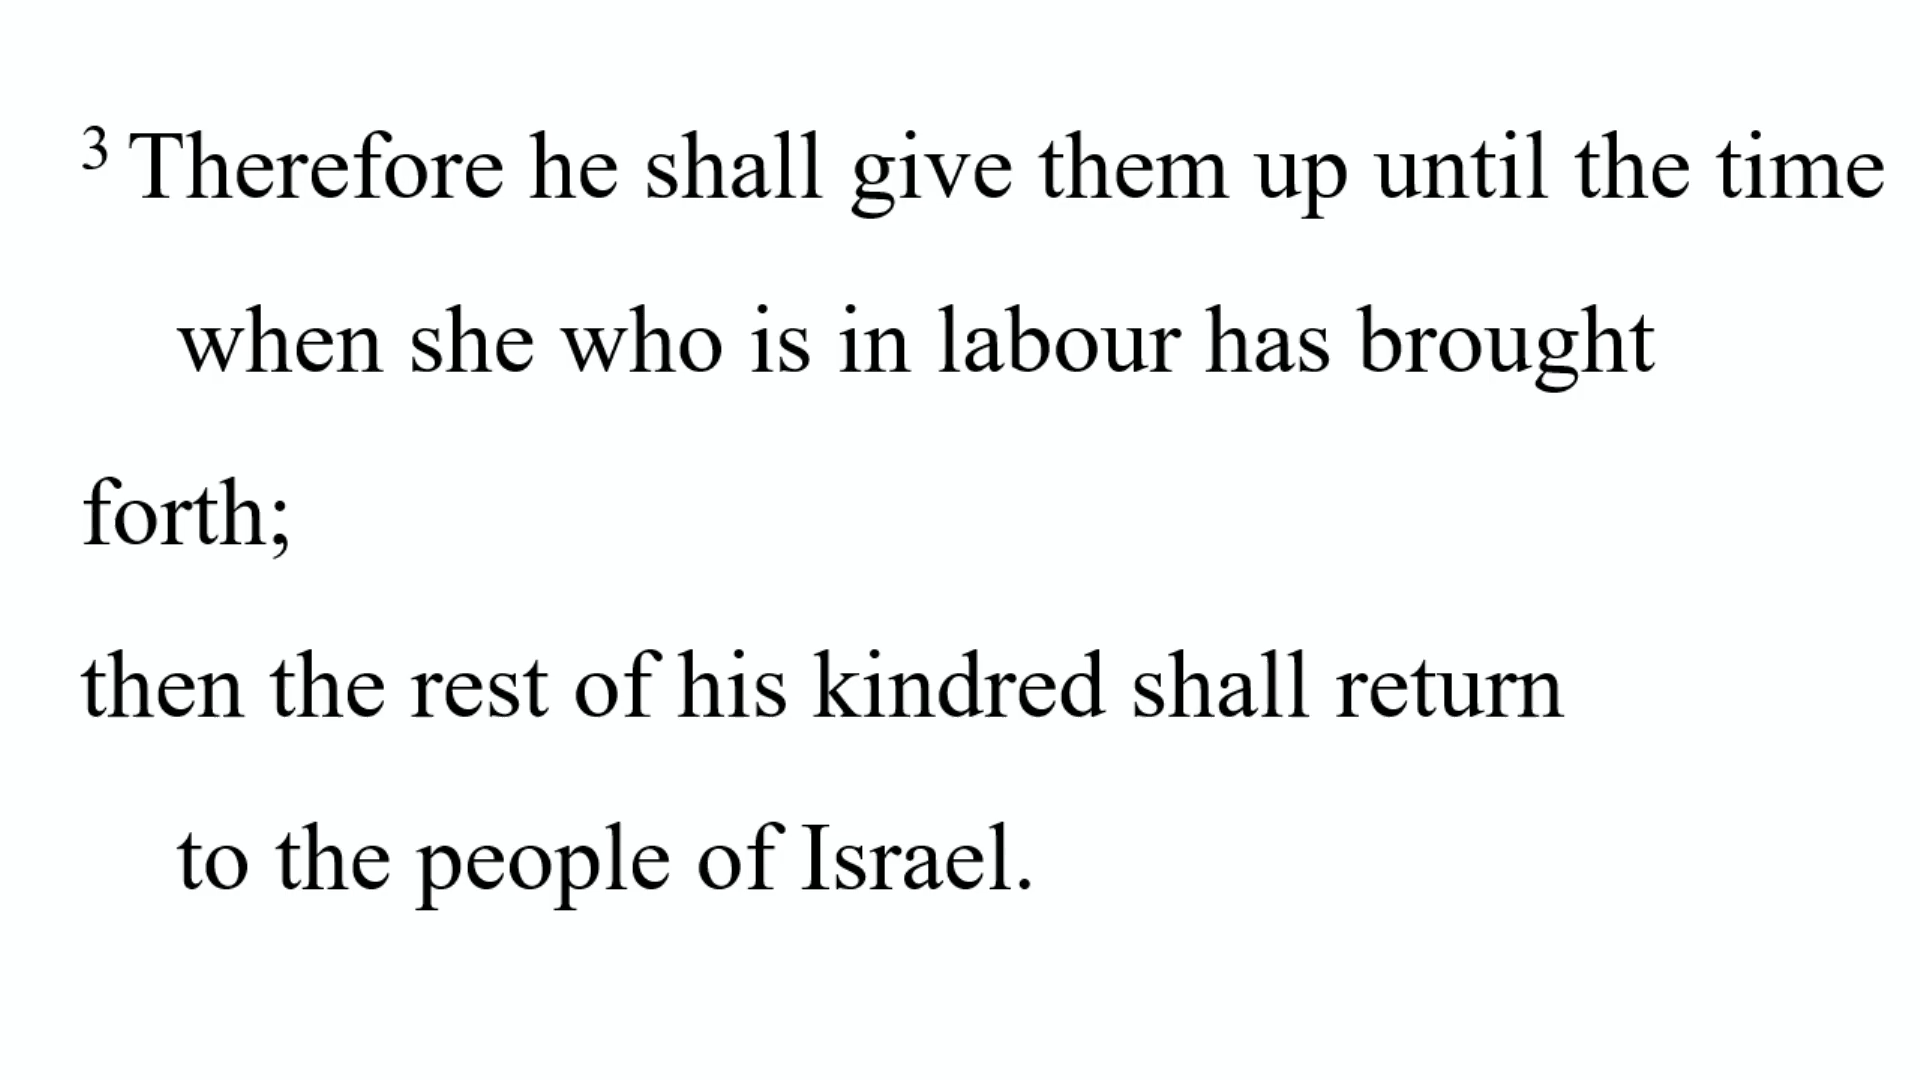 3 Therefore he shall give them up until the time
when she who is in labour has brought
forth;
then the rest of his kindred shall return
to the people of Israel.